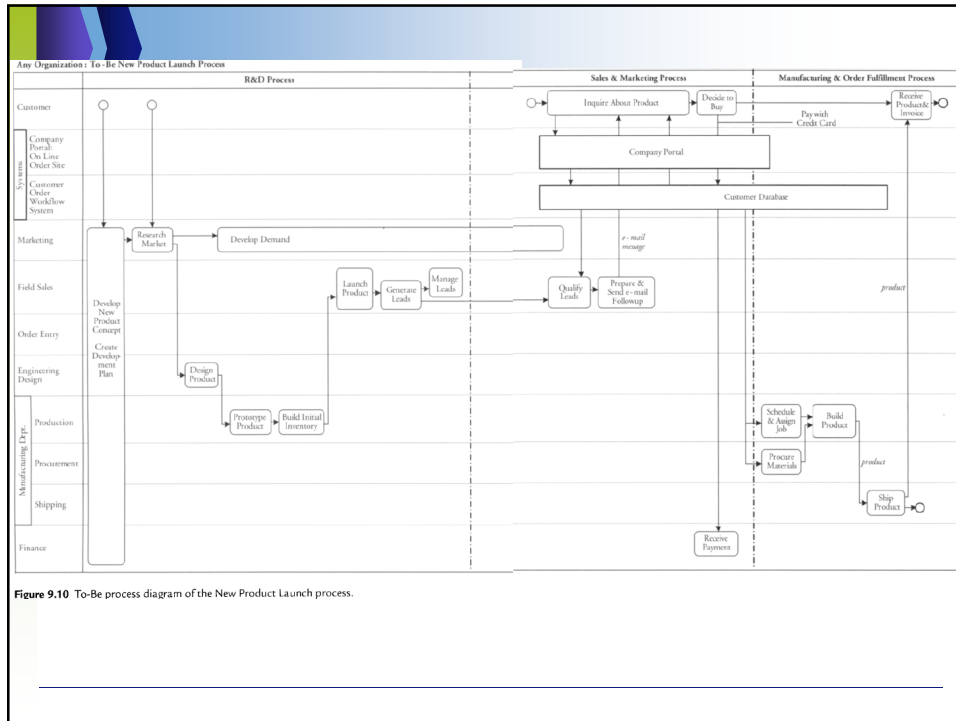 Any Organization : To -Be New Product Launch Process
R&D Process
Sales & Marketing Process
Manufacturing & Order Fulfillment Process
Customer
Inquire About Product
Decide to
Buy
Receive
Product&
Invoice
Pay with
Credit Card
Systems
Company
Portal:
On Line
Order Site
Company Portal
Customer
Order
Workflow
System
Customer Database
Marketing
Research
Market
Develop Demand
e - mail
message
Field Sales
Launch
Product
Generate
Leads
Manage
Leads
Qualify
Leads
Prepare &
Send e - mail
Followup
product
Develop
New
Product
Concept
Create
Develop-
ment
Plan
Order Entry
Engineering
Design
Design
Product
Manufacturing Dept.
Production
Prototype
Product
Build Initial
Inventory
Schedule
& Assign
Job
Build
Product
Procurement
Procure
Materials
product
Shipping
Ship
Product
Finance
Receive
Payment
Figure 9.10 To-Be process diagram of the New Product Launch process.